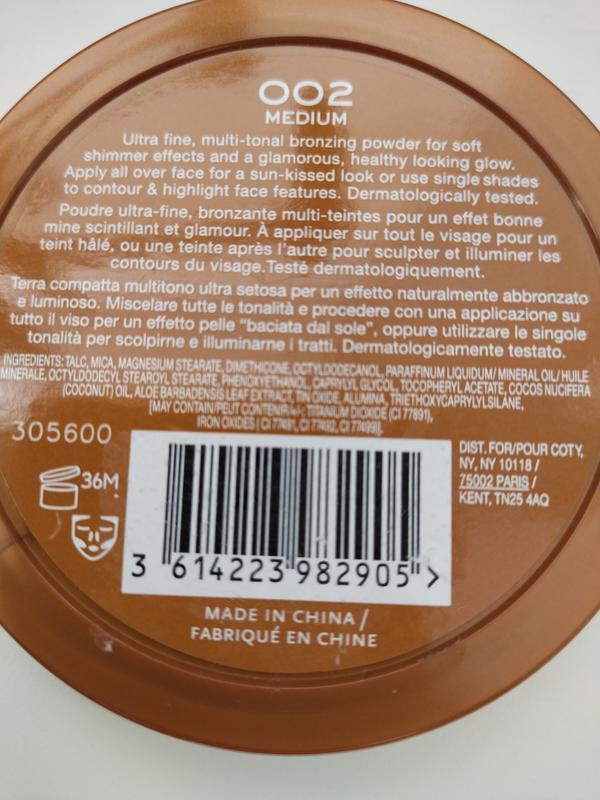 002
MEDIUM
Ultra fine, multi-tonal bronzing powder for soft
shimmer effects and a glamorous, healthy looking glow.
Apply all over face for a sun-kissed look or use single shades
to contour & highlight face features. Dermatologically tested.
Poudre ultra-fine, bronzante multi-teintes pour un effet bonne
mine scintillant et glamour. À appliquer sur tout le visage pour un
teint hâlé, ou une teinte après l'autre pour sculpter et illuminer les
contours du visage.Testé dermatologiquement.
Terra compatta multitono ultra setosa per un effetto naturalmente abbronzato
e luminoso. Miscelare tutte le tonalità e procedere con una applicazione su
tutto il viso per un effetto pelle “baciata dal sole”, oppure utilizzare le singole
tonalità per scolpirne e illuminarne i tratti. Dermatologicamente testato.
INGREDIENTS: TALC, MICA, MAGNESIUM STEARATE, DIMETHICONE, OCTYLDODECANOL, PARAFFINUM LIQUIDUM/ MINERAL OIL/HUILE
MINERALE, OCTYLDODECYL STEAROYL STEARATE, PHENOXYETHANOL, CAPRYLYL GLYCOL, TOCOPHERYL ACETATE, COCOS NUCIFERA
(COCONUT) OIL, ALOE BARBADENSIS LEAF EXTRACT, TIN OXIDE, ALUMINA, TRIETHOXYCAPRYLYLSILANE,
[MAY CONTAIN/PEUT CONTENIR/+/-: TITANIUM DIOXIDE (CI 77891),
IRON OXIDES (CI 77491, CI 77492, CI 77499)].
305600
36M
DIST. FOR/POUR COTY,
NY, NY 10118 /
75002 PARIS /
KENT, TN25 4AQ
3 614223 982905 >
MADE IN CHINA /
FABRIQUÉ EN CHINE